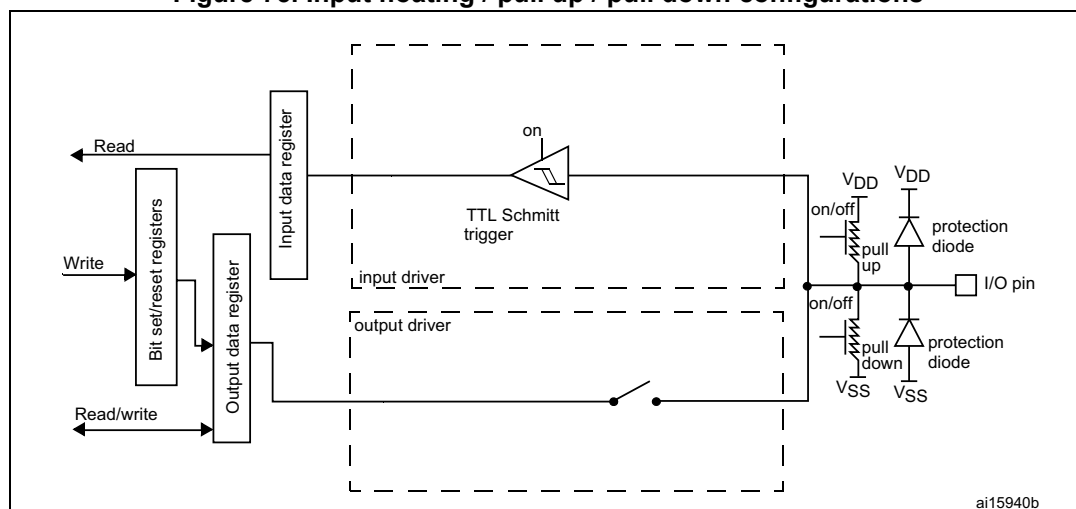 Figure Input floating / pull up / pull down configurations
Read
Write
Read/write
Bit set/reset registers
Input data register
Output data register
on
TTL Schmitt
trigger
input driver
output driver
VDD
VDD
on/off
pull
up
protection
diode
I/O pin
on/off
pull
down
protection
diode
VSS
VSS
ai15940b